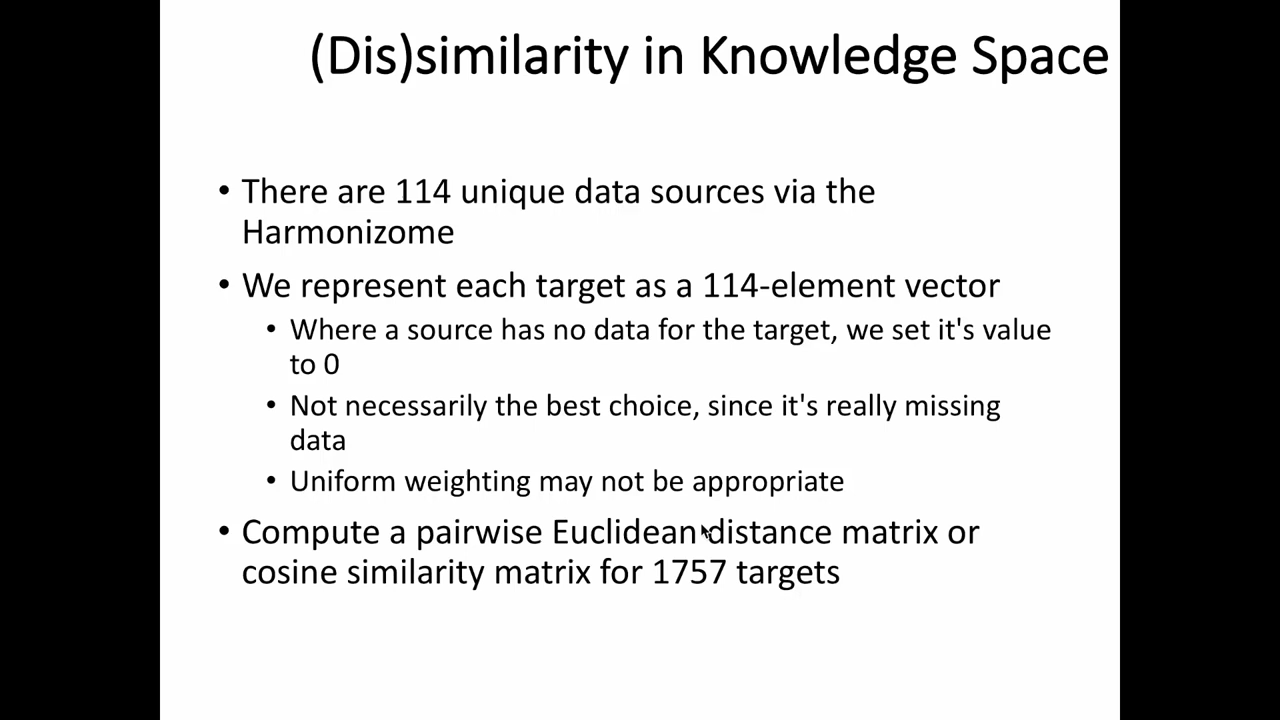 (Dis)similarity in Knowledge Space
• There are 114 unique data sources via the
Harmonizome
• We represent each target as a 114-element vector
• Where a source has no data for the target, we set it's value
to 0
• Not necessarily the best choice, since it's really missing
data
• Uniform weighting may not be appropriate
• Compute a pairwise Euclidean distance matrix or
cosine similarity matrix for 1757 targets